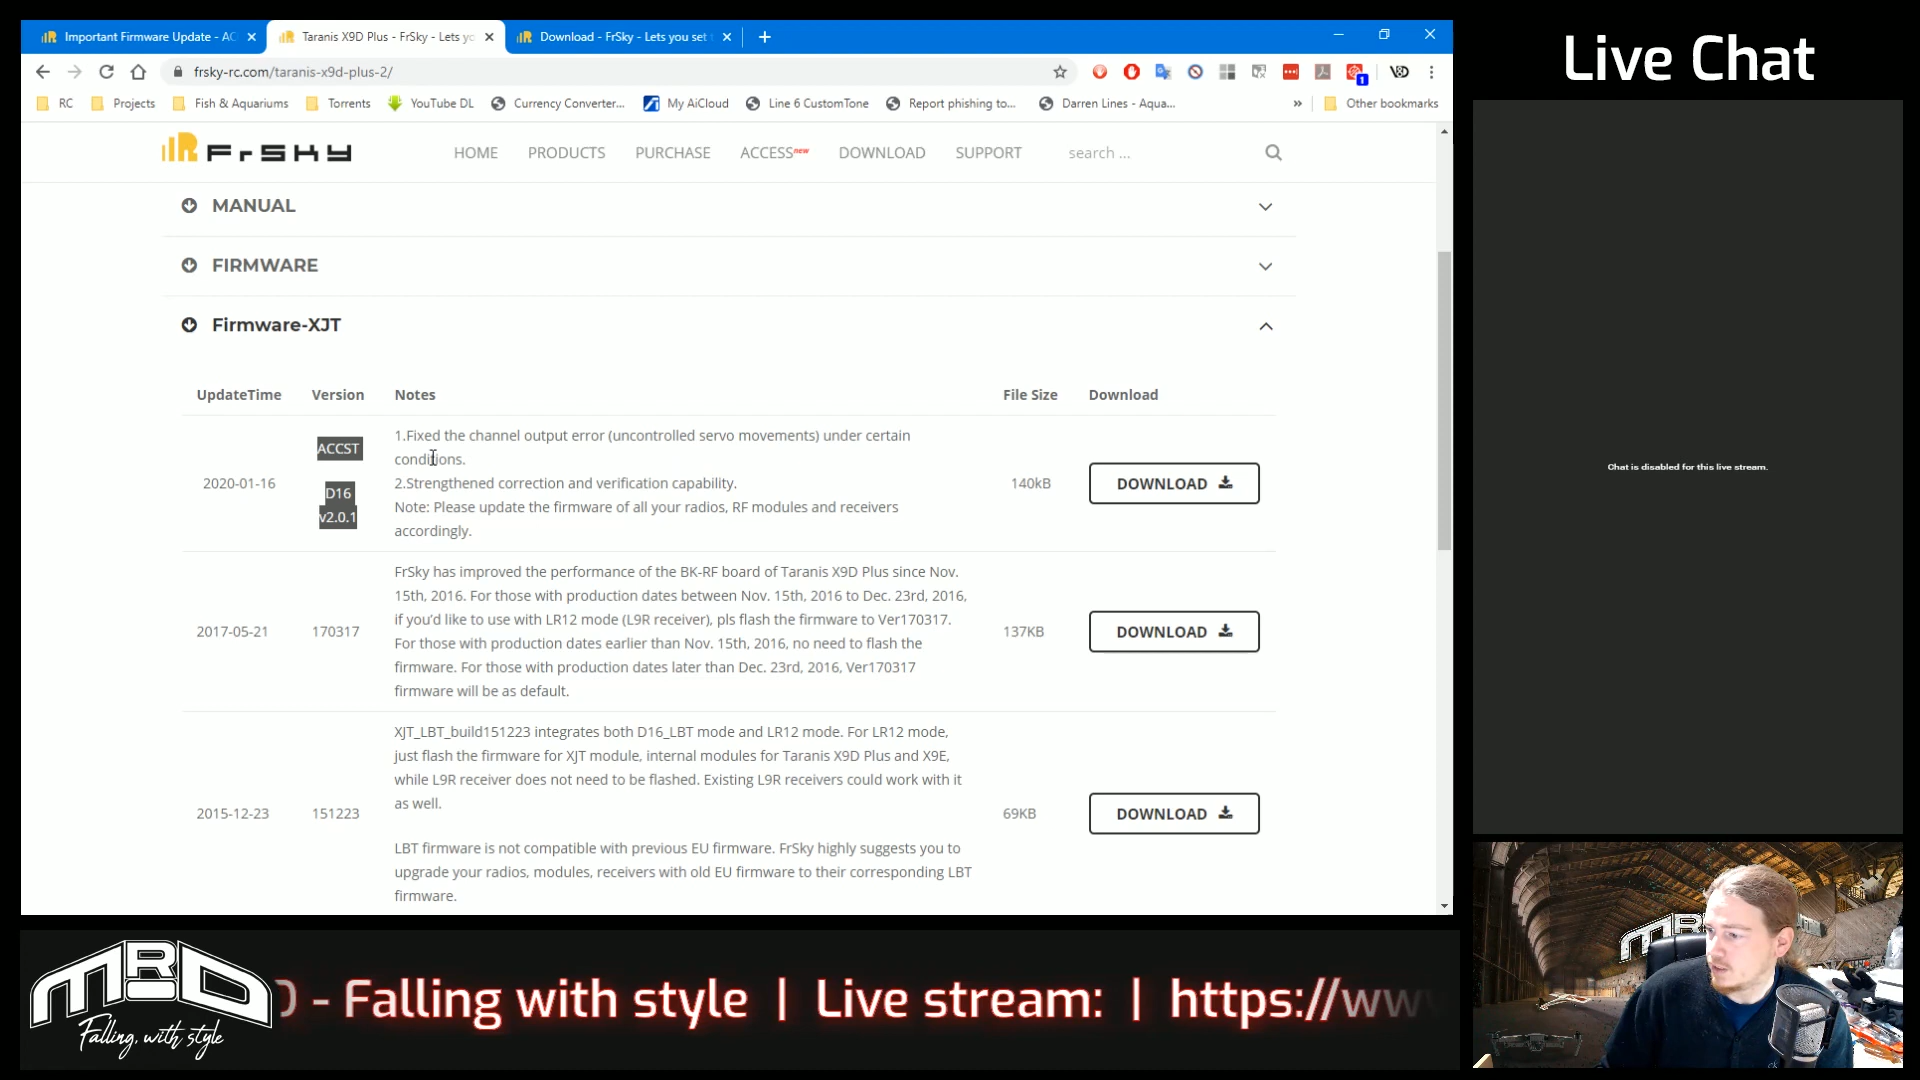 Important Firmware Update - AC
Taranis X9D Plus - FrSky - Lets yo
Download - FrSky - Lets you set
frsky-rc.com/taranis-x9d-plus-2/
RC
Projects
Fish & Aquariums
Torrents
YouTube DL
Currency Converter...
My AiCloud
Line 6 CustomTone
Report phishing to...
Darren Lines - Aqua...
»
Other bookmarks
FrSKY
HOME
PRODUCTS
PURCHASE
ACCESS new
DOWNLOAD
SUPPORT
search ...
MANUAL
FIRMWARE
Firmware-XJT
UpdateTime Version Notes File Size Download
2020-01-16
ACCST
D16
v2.0.1
1.Fixed the channel output error (uncontrolled servo movements) under certain
conditions.
2.Strengthened correction and verification capability.
Note: Please update the firmware of all your radios, RF modules and receivers
accordingly.
140kB
DOWNLOAD
2017-05-21
170317
FrSky has improved the performance of the BK-RF board of Taranis X9D Plus since Nov.
15th, 2016. For those with production dates between Nov. 15th, 2016 to Dec. 23rd, 2016,
if you'd like to use with LR12 mode (L9R receiver), pls flash the firmware to Ver170317.
For those with production dates earlier than Nov. 15th, 2016, no need to flash the
firmware. For those with production dates later than Dec. 23rd, 2016, Ver170317
firmware will be as default.
137KB
DOWNLOAD
2015-12-23
151223
XJT_LBT_build151223 integrates both D16_LBT mode and LR12 mode. For LR12 mode,
just flash the firmware for XJT module, internal modules for Taranis X9D Plus and X9E,
while L9R receiver does not need to be flashed. Existing L9R receivers could work with it
as well.
LBT firmware is not compatible with previous EU firmware. FrSky highly suggests you to
upgrade your radios, modules, receivers with old EU firmware to their corresponding LBT
firmware.
69KB
DOWNLOAD
Live Chat
Chat is disabled for this live stream.
MRD
Falling, with style
D - Falling with style | Live stream: | https://ww